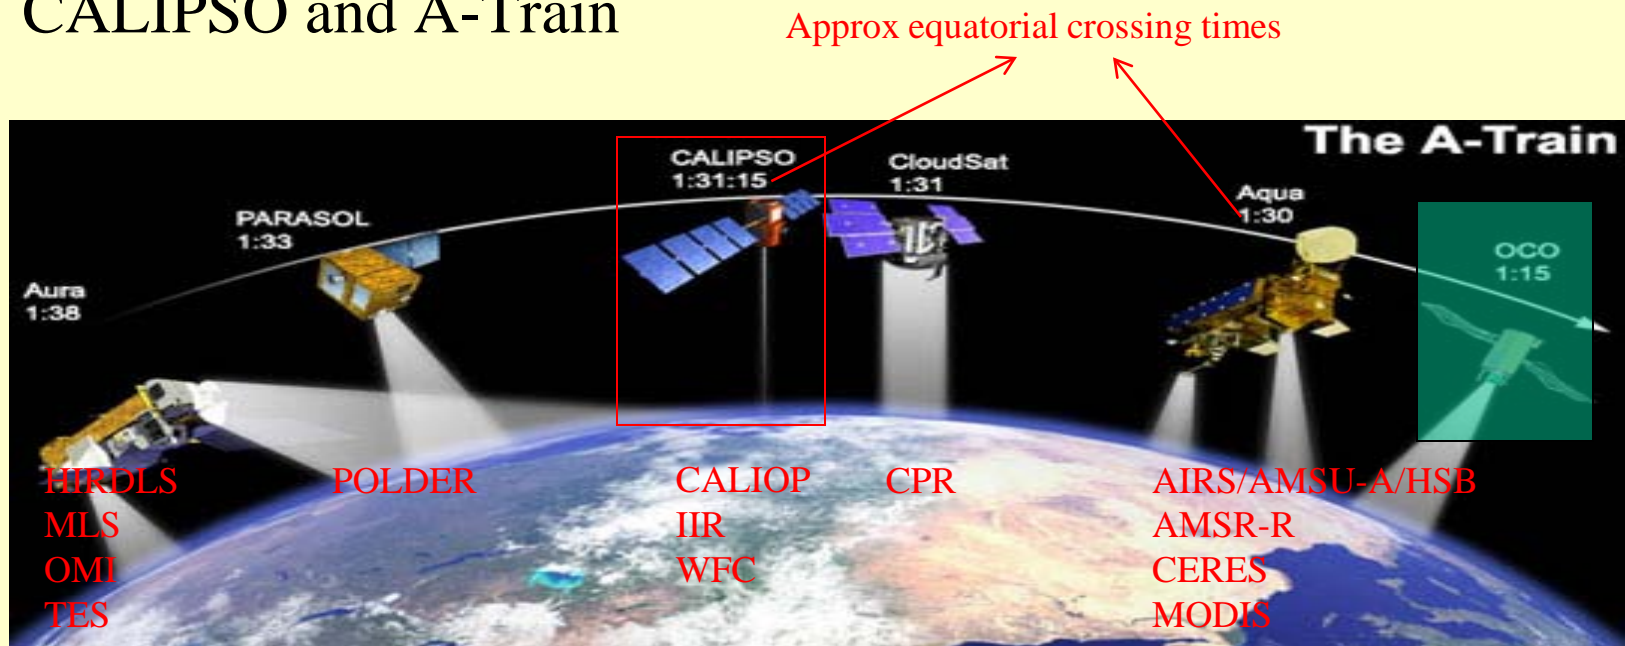 CALIPSO and A-Train
Approx equatorial crossing times
The A-Train
CALIPSO
1:31:15
CloudSat
1:31
Aqua
1:30
PARASOL
1:33
OCO
1:15
Aura
1:38
HIRDLS
MLS
OMI
TES
POLDER
CALIOP
IIR
WFC
CPR
AIRS/AMSU-A/HSB
AMSR-R
CERES
MODIS